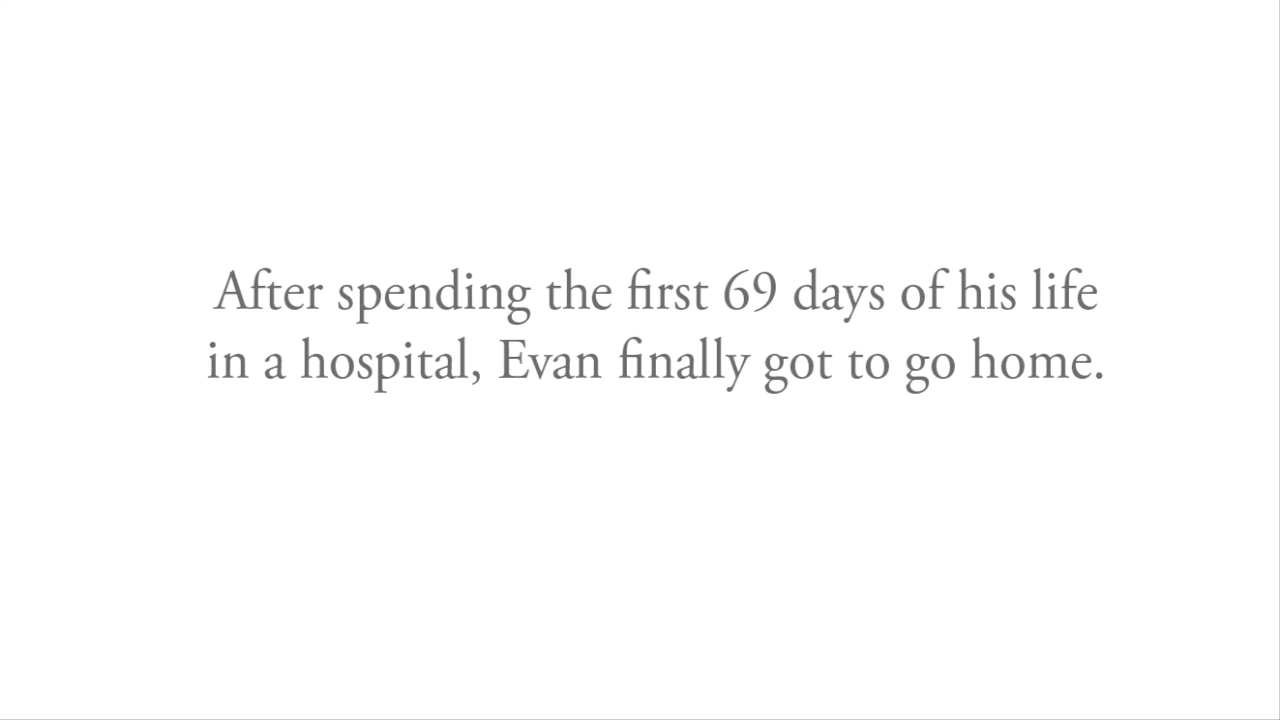 After spending the first 69 days of his life
in a hospital, Evan finally got to go home.